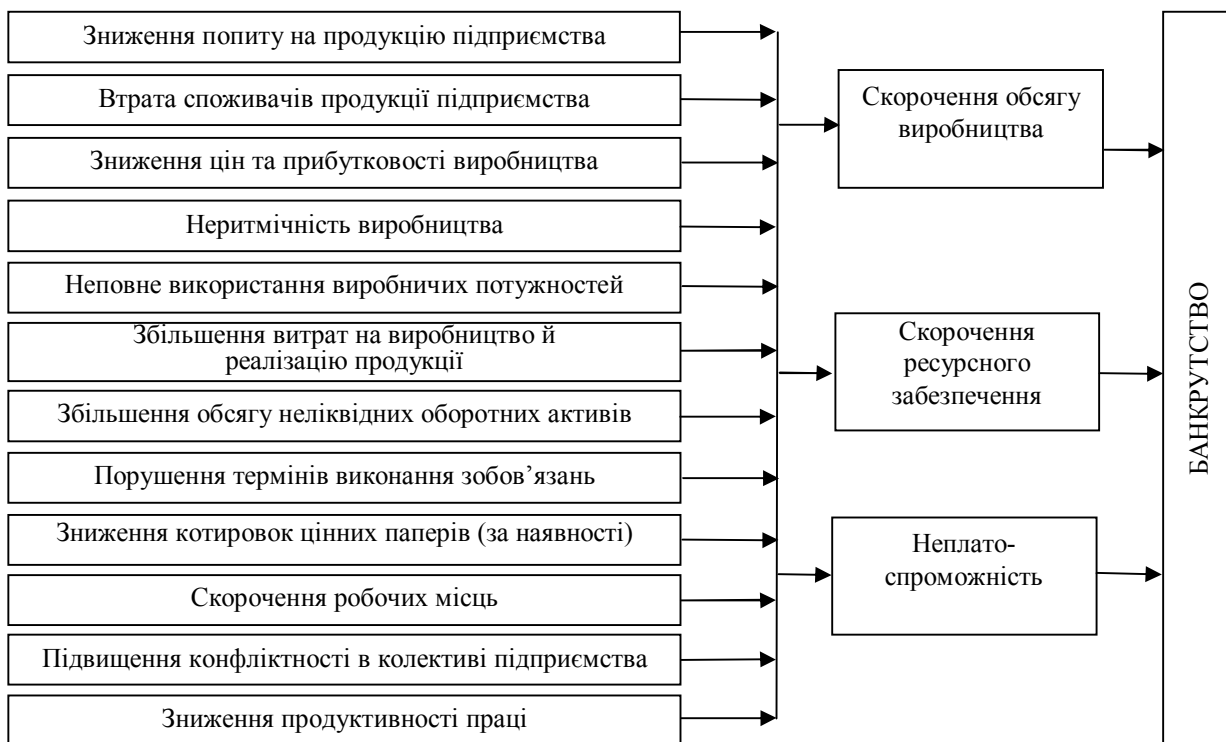 Зниження попиту на продукцію підприємства
Втрата споживачів продукції підприємства
Зниження цін та прибутковості виробництва
Неритмічність виробництва
Неповне використання виробничих потужностей
Збільшення витрат на виробництво й
реалізацію продукції
Збільшення обсягу неліквідних оборотних активів
Порушення термінів виконання зобов’язань
Зниження котировок цінних паперів (за наявності)
Скорочення робочих місць
Підвищення конфліктності в колективі підприємства
Зниження продуктивності праці
Скорочення обсягу
виробництва
Скорочення
ресурсного
забезпечення
Неплато-
спроможність
БАНКРУТСТВО